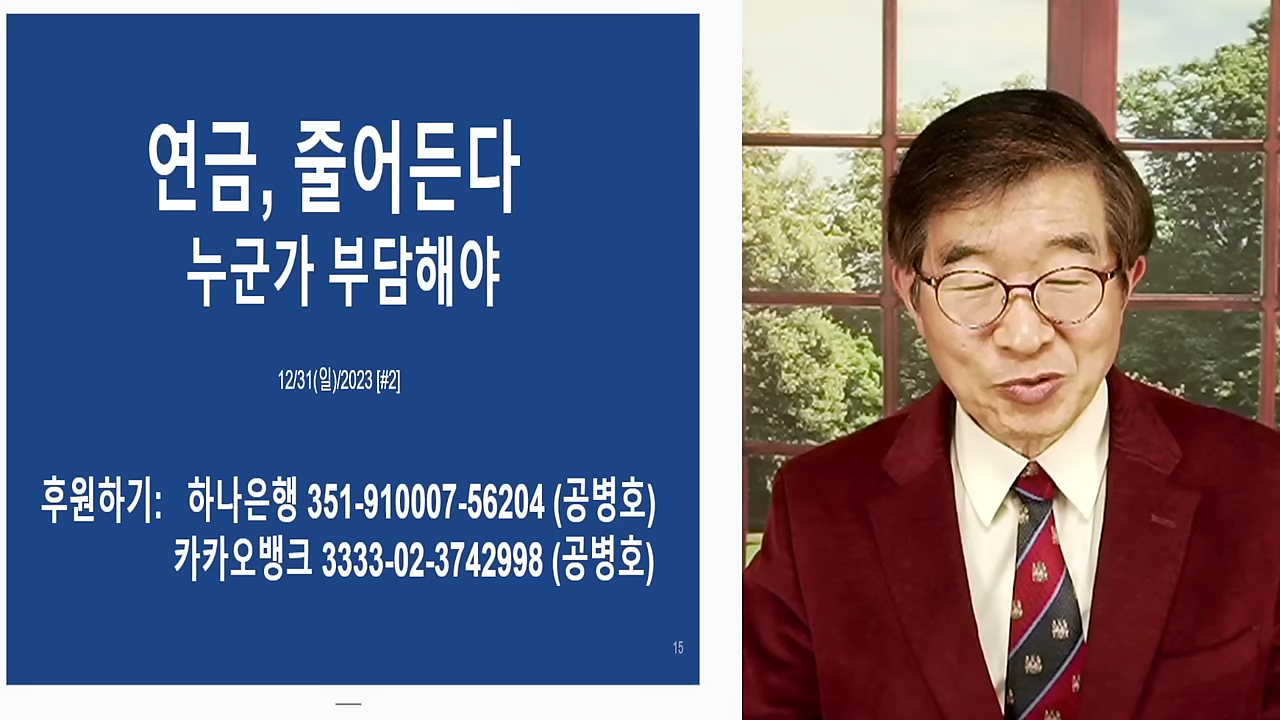 연금, 줄어든다
누군가 부담해야
12/31(일)/2023 [#2]
후원하기: 하나은행 351-910007-56204 (공병호)
카카오뱅크 3333-02-3742998 (공병호)
15